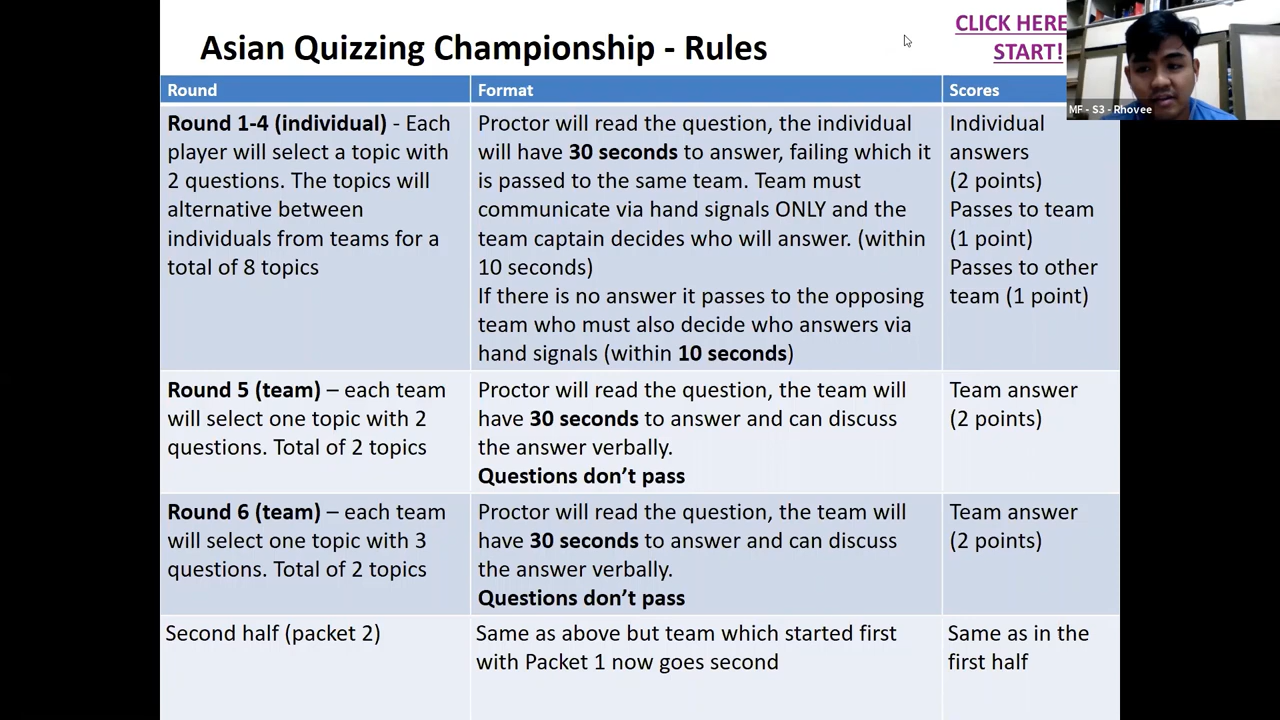 Asian Quizzing Championship - Rules
CLICK HERE
START!
MF - S3 - Rhovee
Round
Format
Scores
Round 1-4 (individual) - Each
player will select a topic with
2 questions. The topics will
alternative between
individuals from teams for a
total of 8 topics
Proctor will read the question, the individual
will have 30 seconds to answer, failing which it
is passed to the same team. Team must
communicate via hand signals ONLY and the
team captain decides who will answer. (within
10 seconds)
If there is no answer it passes to the opposing
team who must also decide who answers via
hand signals (within 10 seconds)
Individual
answers
(2 points)
Passes to team
(1 point)
Passes to other
team (1 point)
Round 5 (team) – each team
will select one topic with 2
questions. Total of 2 topics
Proctor will read the question, the team will
have 30 seconds to answer and can discuss
the answer verbally.
Questions don’t pass
Team answer
(2 points)
Round 6 (team) – each team
will select one topic with 3
questions. Total of 2 topics
Proctor will read the question, the team will
have 30 seconds to answer and can discuss
the answer verbally.
Questions don’t pass
Team answer
(2 points)
Second half (packet 2)
Same as above but team which started first
with Packet 1 now goes second
Same as in the
first half